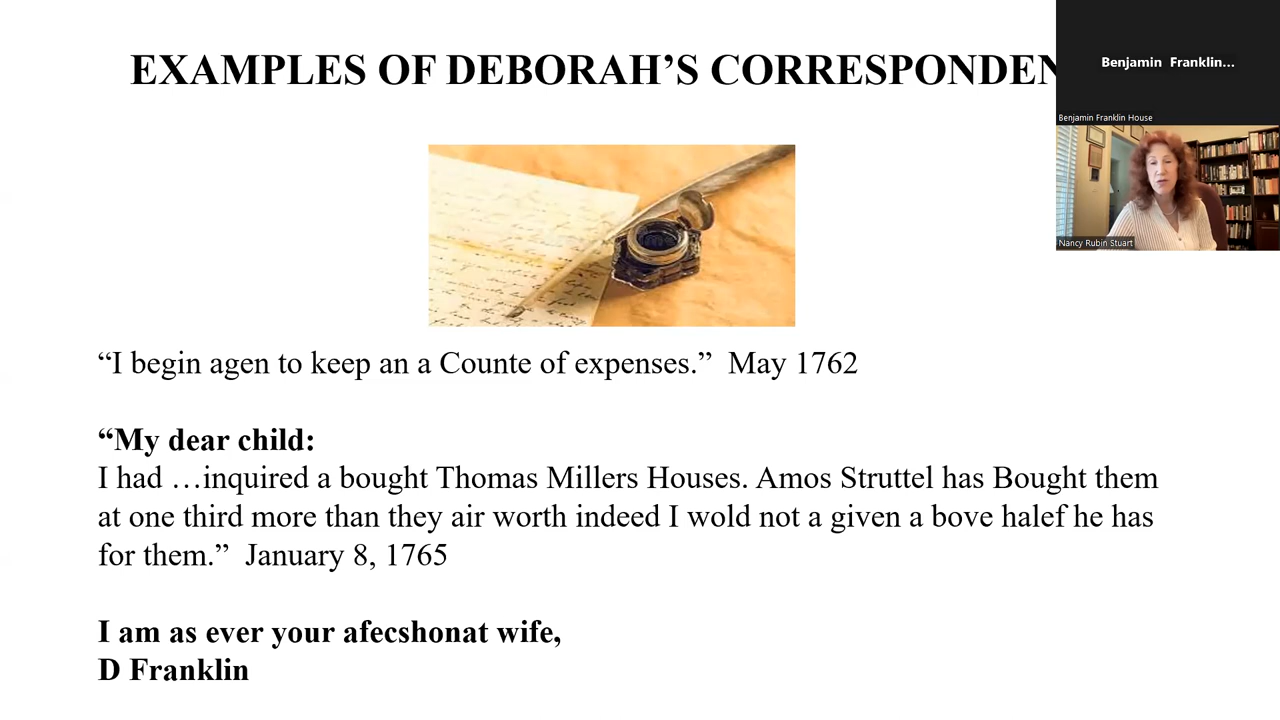 EXAMPLES OF DEBORAH’S CORRESPONDEN
Benjamin Franklin...
Benjamin Franklin House
Nancy Rubin Stuart
“I begin agen to keep an a Counte of expenses.” May 1762
“My dear child:
I had …inquired a bought Thomas Millers Houses. Amos Struttel has Bought them
at one third more than they air worth indeed I wold not a given a bove halef he has
for them.” January 8, 1765
I am as ever your afecshonat wife,
D Franklin